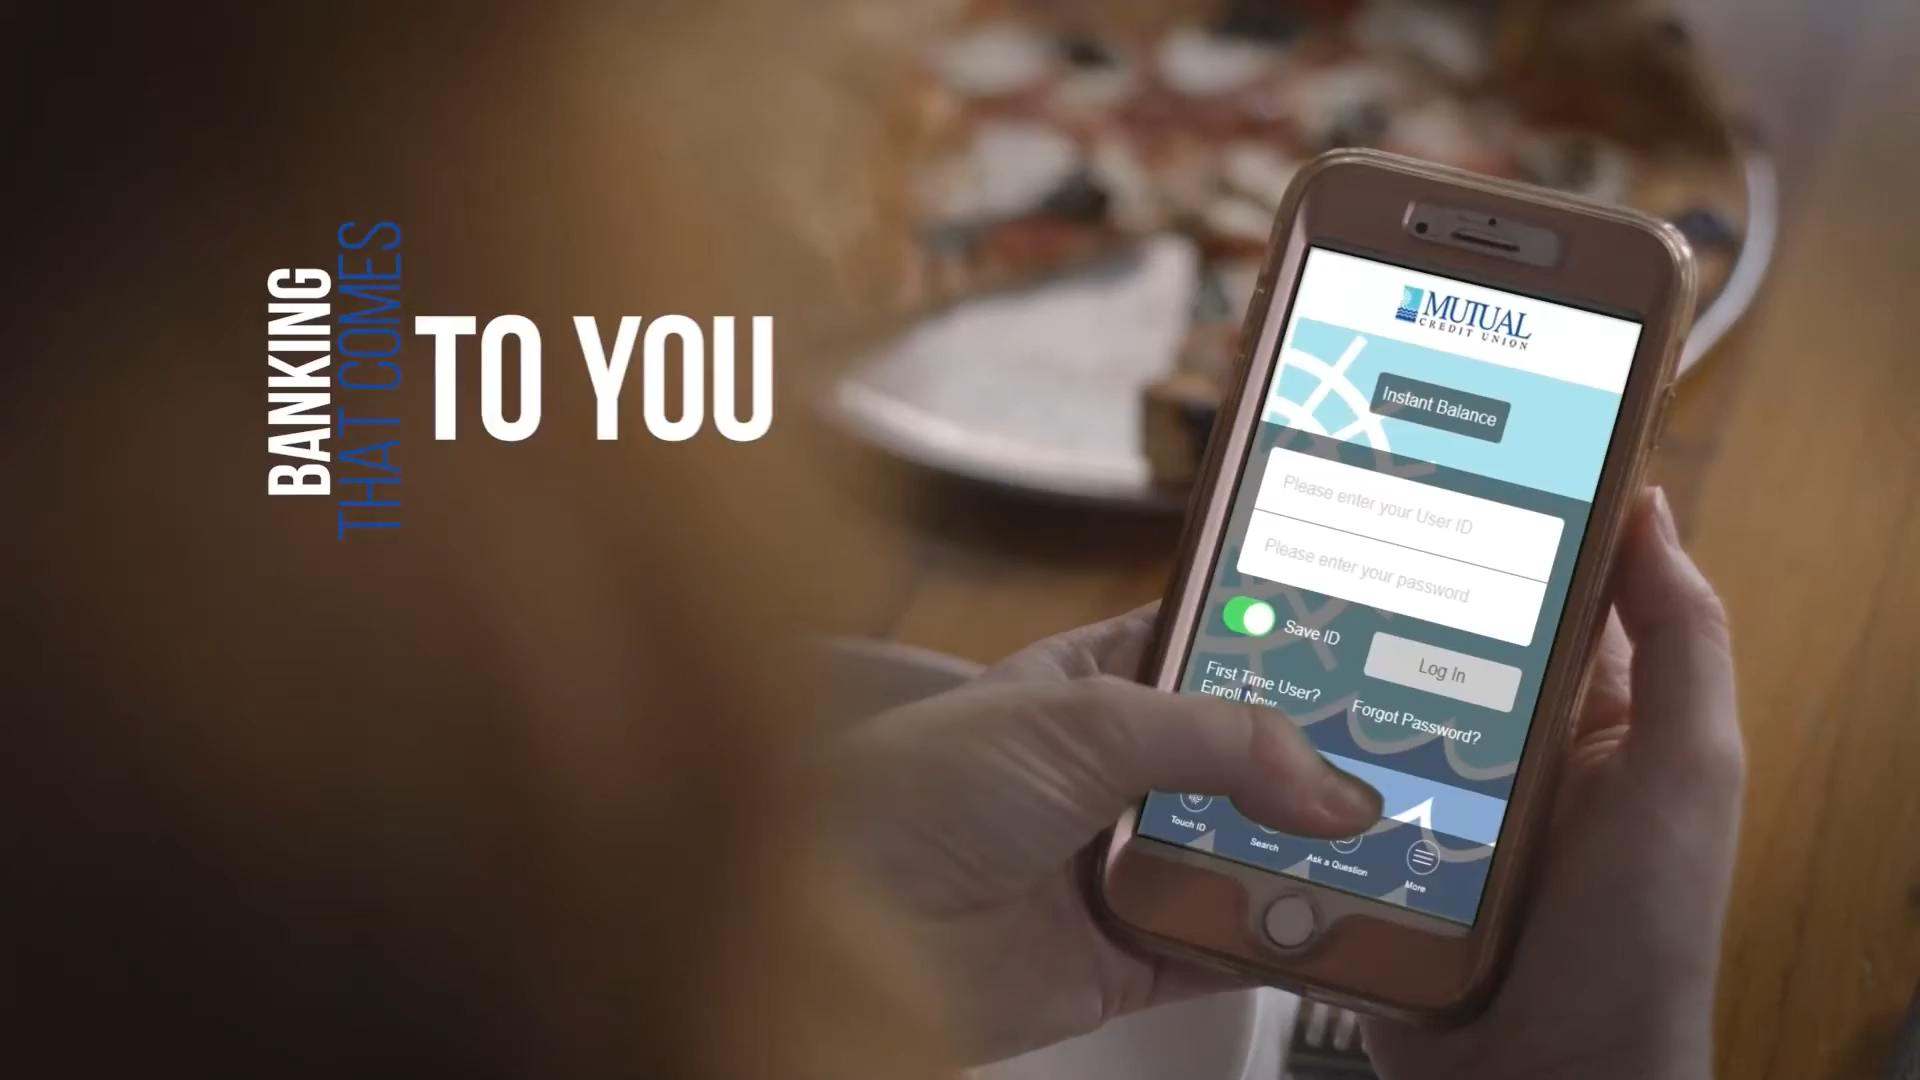 BANKING
THAT COMES
TO YOU
MUTUAL
CREDIT UNION
Instant Balance
Please enter your User ID
Please enter your password
Save ID
Log In
First Time User?
Enroll Now
Forgot Password?
Touch ID
Search
Ask a Question
More